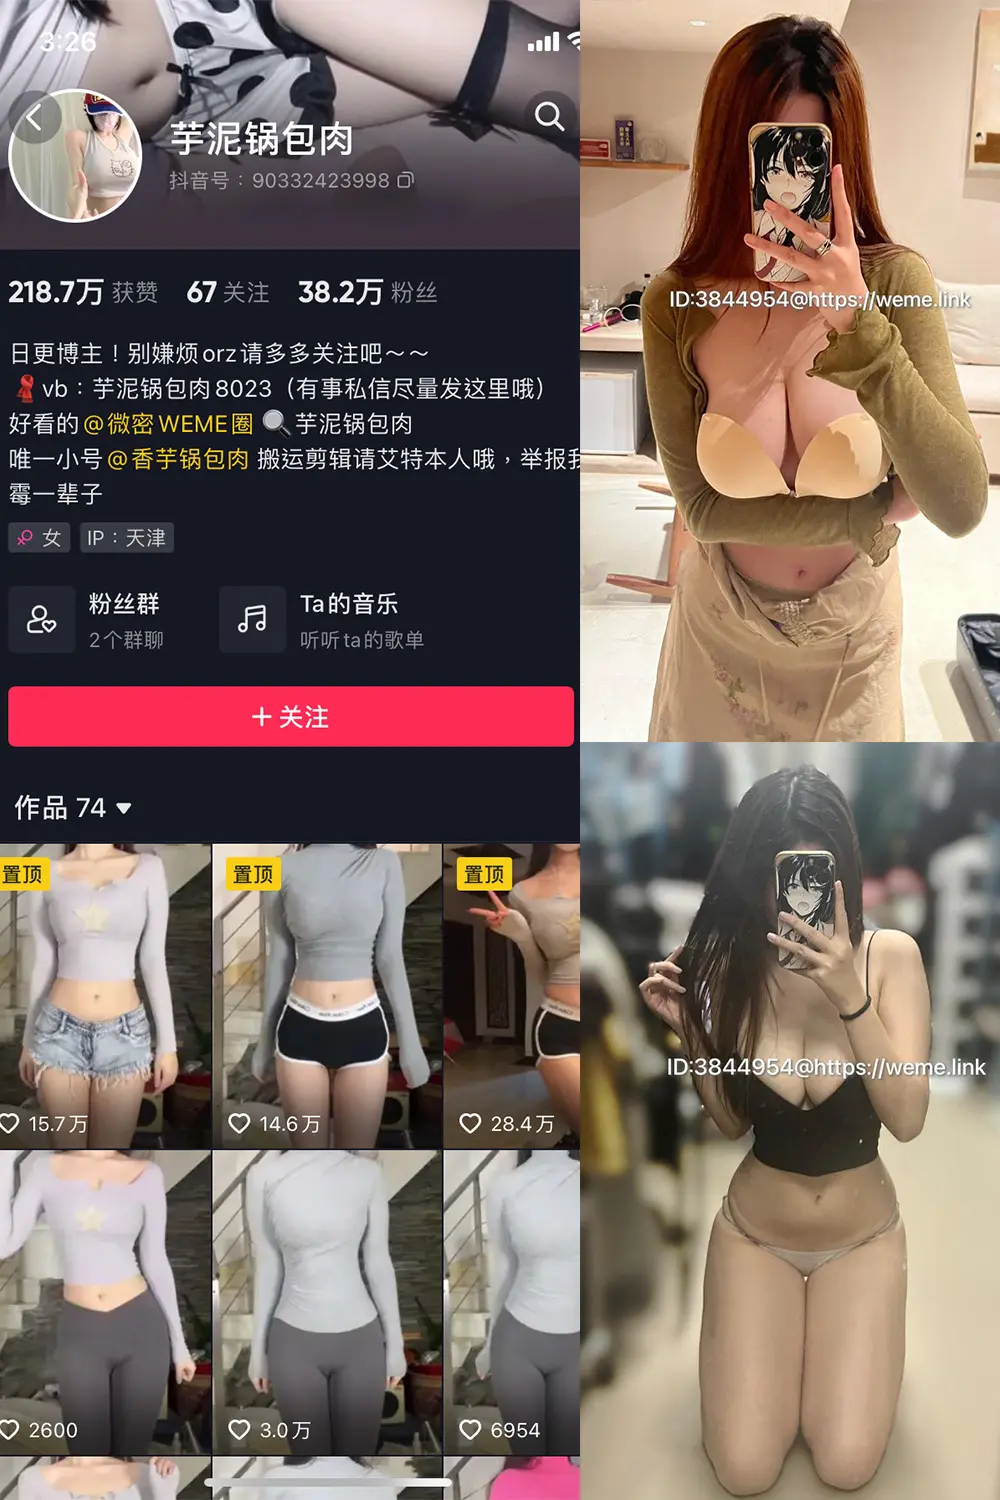 3:26
芋泥锅包肉
抖音号：90332423998
218.7万 获赞 67 关注 38.2万 粉丝
日更博主！别嫌烦orz请多多关注吧～～
vb：芋泥锅包肉8023（有事私信尽量发这里哦）
好看的@微密WEME圈 🔍芋泥锅包肉
唯一小号@香芋锅包肉 搬运剪辑请艾特本人哦，举报我
霉一辈子
女 IP：天津
粉丝群
2个群聊
Ta的音乐
听听ta的歌单
＋关注
作品 74
置顶 置顶 置顶
15.7万 14.6万 28.4万
2600 3.0万 6954
ID:3844954@https://weme.link
ID:3844954@https://weme.link